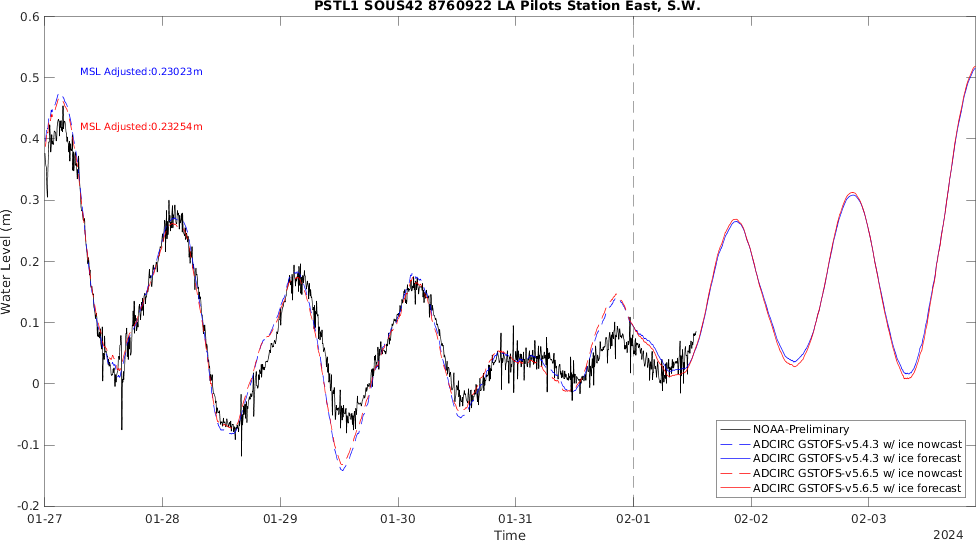 PSTL1 SOUS42 8760922 LA Pilots Station East, S.W.
0.6
0.5
0.4
0.3
0.2
0.1
0
-0.1
-0.2
Water Level (m)
MSL Adjusted:0.23023m
MSL Adjusted:0.23254m
NOAA-Preliminary
ADCIRC GSTOFS-v5.4.3 w/ ice nowcast
ADCIRC GSTOFS-v5.4.3 w/ ice forecast
ADCIRC GSTOFS-v5.6.5 w/ ice nowcast
ADCIRC GSTOFS-v5.6.5 w/ ice forecast
01-27 01-28 01-29 01-30 01-31 02-01 02-02 02-03
Time
2024